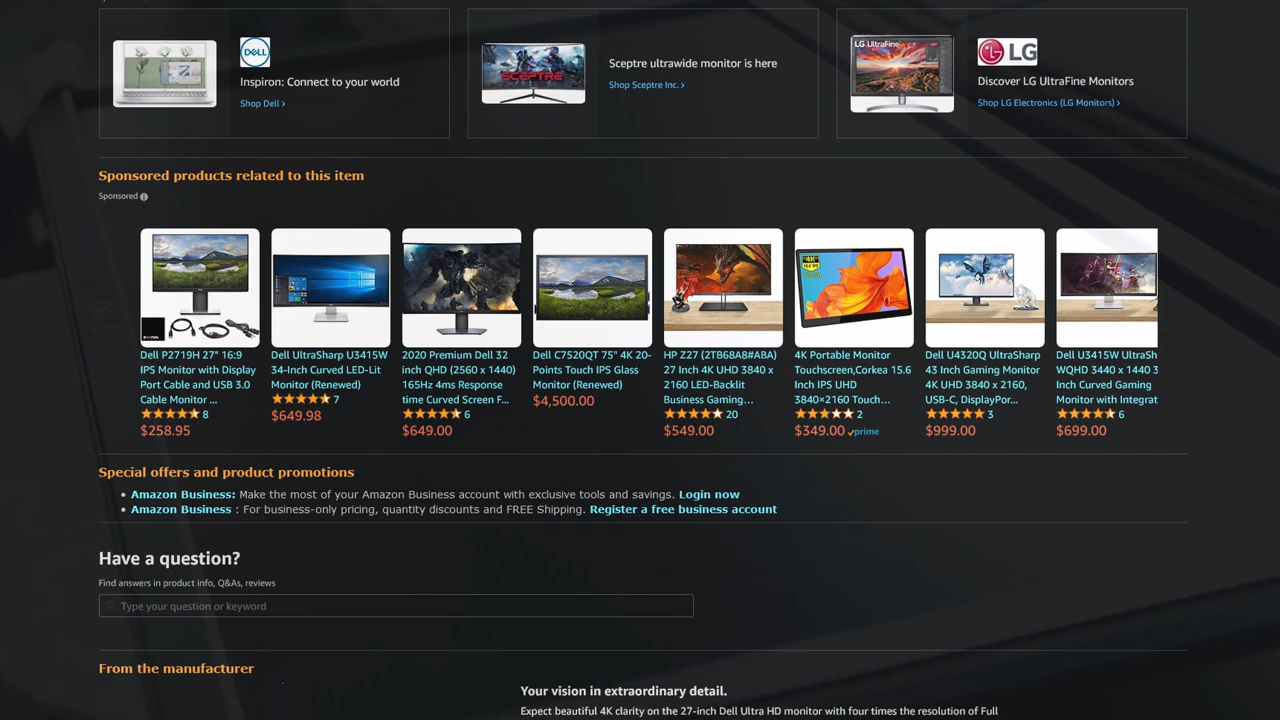 DELL
Inspiron: Connect to your world
Shop Dell ›
SCEPTRE
Sceptre ultrawide monitor is here
Shop Sceptre Inc. ›
LG UltraFine
LG
Discover LG UltraFine Monitors
Shop LG Electronics (LG Monitors) ›
Sponsored products related to this item
Sponsored
Dell P2719H 27" 16:9
IPS Monitor with Display
Port Cable and USB 3.0
Cable Monitor ...
8
$258.95
Dell UltraSharp U3415W
34-Inch Curved LED-Lit
Monitor (Renewed)
7
$649.98
2020 Premium Dell 32
inch QHD (2560 x 1440)
165Hz 4ms Response
time Curved Screen F...
6
$649.00
Dell C7520QT 75" 4K 20-
Points Touch IPS Glass
Monitor (Renewed)
$4,500.00
HP Z27 (2TB68A8#ABA)
27 Inch 4K UHD 3840 x
2160 LED-Backlit
Business Gaming...
20
$549.00
"4K"
4K Portable Monitor
Touchscreen,Corkea 15.6
Inch IPS UHD
3840×2160 Touch...
2
$349.00 prime
Dell U4320Q UltraSharp
43 Inch Gaming Monitor
4K UHD 3840 x 2160,
USB-C, DisplayPor...
3
$999.00
Dell U3415W UltraSh
WQHD 3440 x 1440 3
Inch Curved Gaming
Monitor with Integrat
6
$699.00
Special offers and product promotions
• Amazon Business: Make the most of your Amazon Business account with exclusive tools and savings. Login now
• Amazon Business : For business-only pricing, quantity discounts and FREE Shipping. Register a free business account
Have a question?
Find answers in product info, Q&As, reviews
Type your question or keyword
From the manufacturer
Your vision in extraordinary detail.
Expect beautiful 4K clarity on the 27-inch Dell Ultra HD monitor with four times the resolution of Full